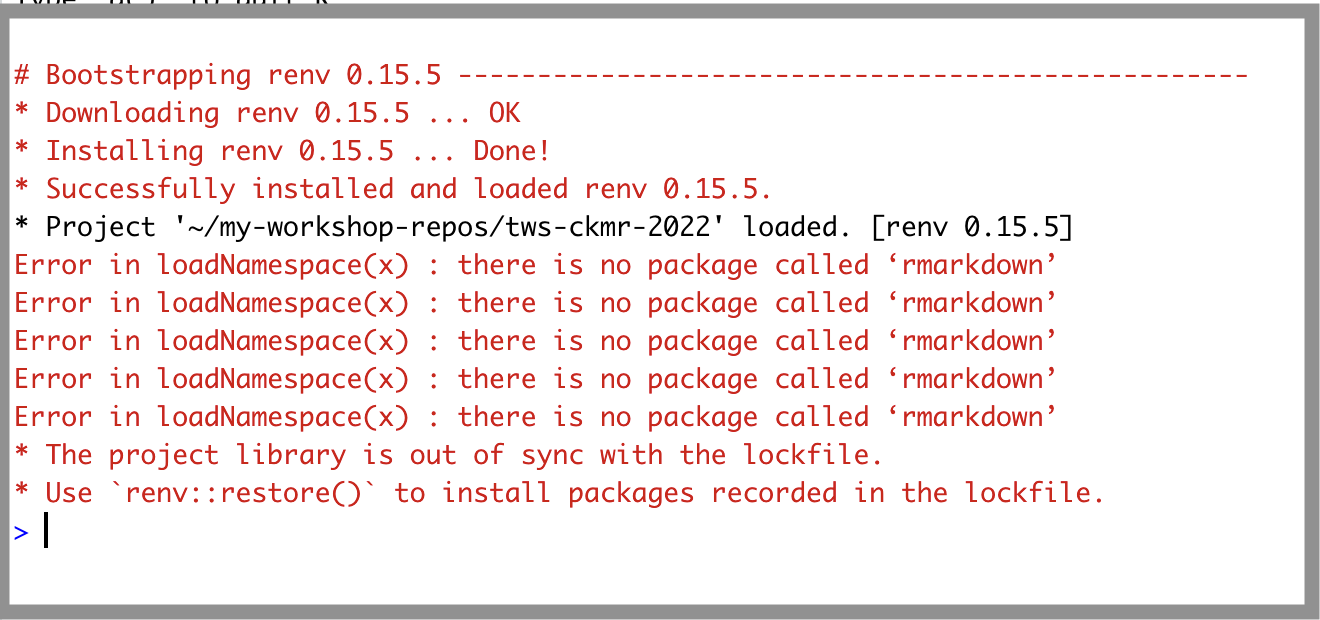 # Bootstrapping renv 0.15.5 --------------------------------------------------
* Downloading renv 0.15.5 ... OK
* Installing renv 0.15.5 ... Done!
* Successfully installed and loaded renv 0.15.5.
* Project '~/my-workshop-repos/tws-ckmr-2022' loaded. [renv 0.15.5]
Error in loadNamespace(x) : there is no package called ‘rmarkdown’
Error in loadNamespace(x) : there is no package called ‘rmarkdown’
Error in loadNamespace(x) : there is no package called ‘rmarkdown’
Error in loadNamespace(x) : there is no package called ‘rmarkdown’
Error in loadNamespace(x) : there is no package called ‘rmarkdown’
* The project library is out of sync with the lockfile.
* Use `renv::restore()` to install packages recorded in the lockfile.
>